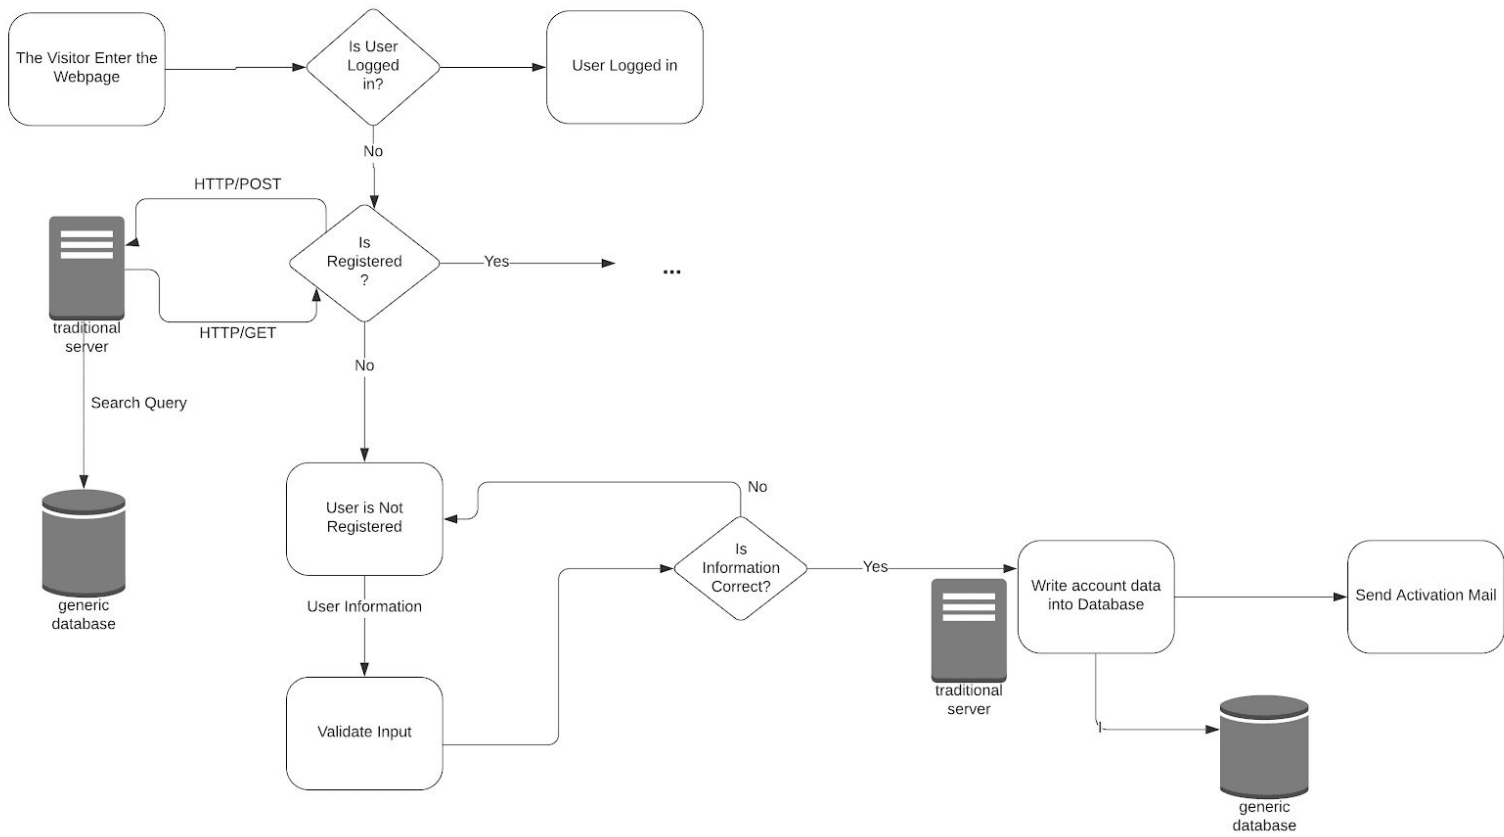 The Visitor Enter the
Webpage
Is User
Logged
in?
User Logged in
No
HTTP/POST
Is
Registered
?
Yes
...
traditional
server
HTTP/GET
No
Search Query
User is Not
Registered
No
Is
Information
Correct?
Yes
Write account data
into Database
Send Activation Mail
generic
database
User Information
traditional
server
Validate Input
l
generic
database